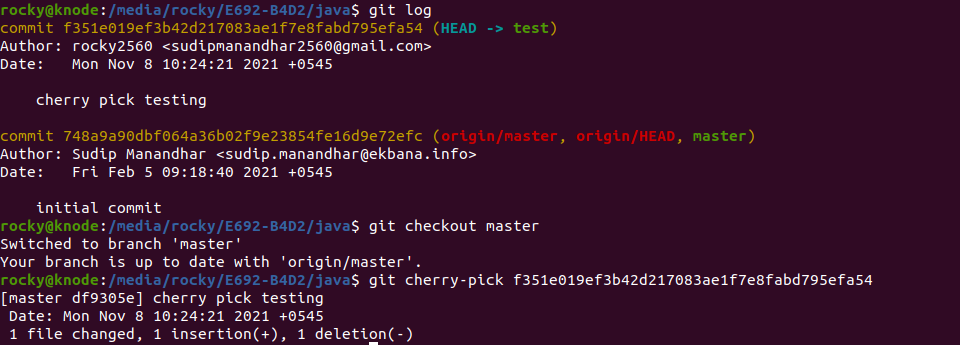 rocky@knode:/media/rocky/E692-B4D2/java$ git log
commit f351e019ef3b42d217083ae1f7e8fabd795efa54 (HEAD -> test)
Author: rocky2560 <sudipmanandhar2560@gmail.com>
Date:   Mon Nov 8 10:24:21 2021 +0545
    cherry pick testing
commit 748a9a90dbf064a36b02f9e23854fe16d9e72efc (origin/master, origin/HEAD, master)
Author: Sudip Manandhar <sudip.manandhar@ekbana.info>
Date:   Fri Feb 5 09:18:40 2021 +0545
    initial commit
rocky@knode:/media/rocky/E692-B4D2/java$ git checkout master
Switched to branch 'master'
Your branch is up to date with 'origin/master'.
rocky@knode:/media/rocky/E692-B4D2/java$ git cherry-pick f351e019ef3b42d217083ae1f7e8fabd795efa54
[master df9305e] cherry pick testing
 Date: Mon Nov 8 10:24:21 2021 +0545
 1 file changed, 1 insertion(+), 1 deletion(-)